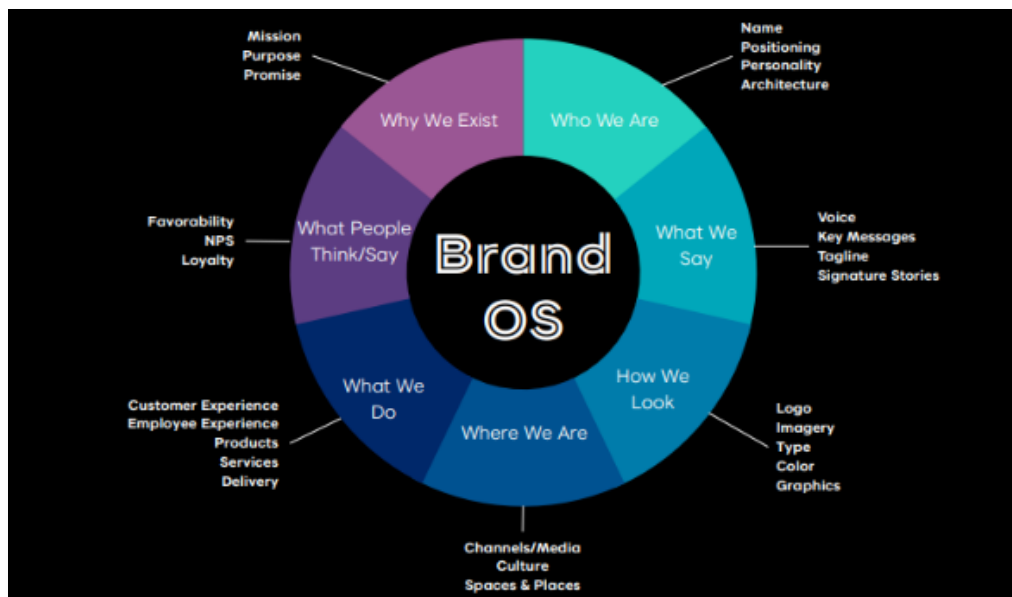 Brand
OS
Why We Exist
Mission
Purpose
Promise
Who We Are
Name
Positioning
Personality
Architecture
What We
Say
Voice
Key Messages
Tagline
Signature Stories
How We
Look
Logo
Imagery
Type
Color
Graphics
Where We Are
Channels/Media
Culture
Spaces & Places
What We
Do
Customer Experience
Employee Experience
Products
Services
Delivery
What People
Think/Say
Favorability
NPS
Loyalty